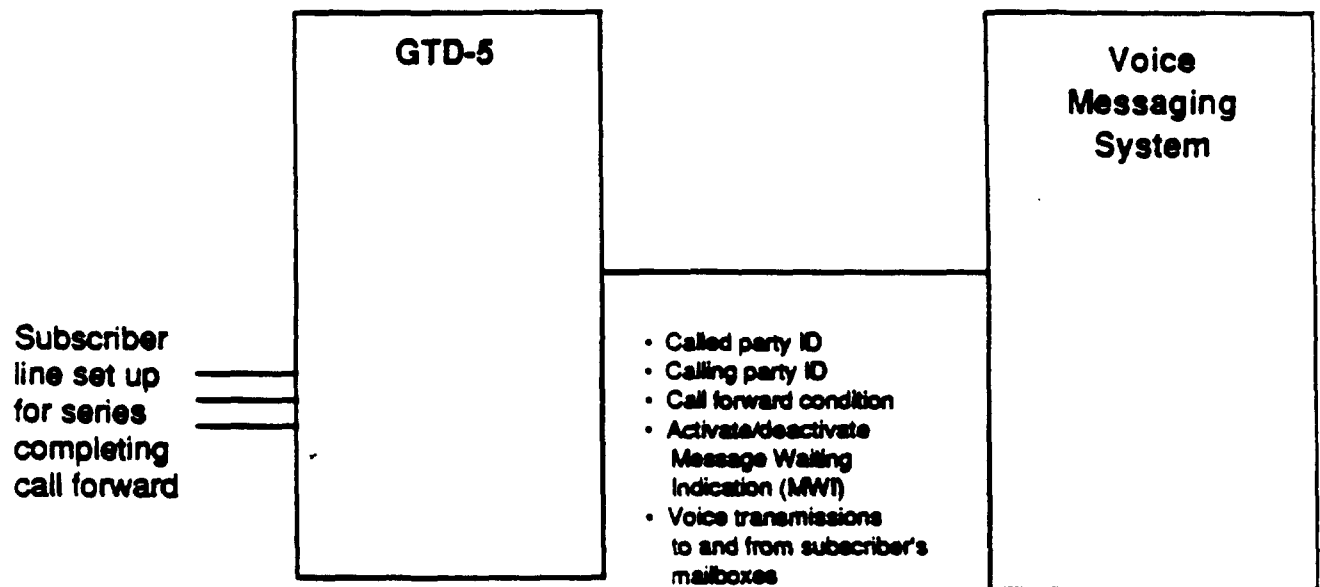 GTD-5
Voice
Messaging
System
Subscriber
line set up
for series
completing
call forward
• Called party ID
• Calling party ID
• Call forward condition
• Activate/deactivate
Message Waiting
Indication (MWI)
• Voice transmissions
to and from subscriber's
mailboxes